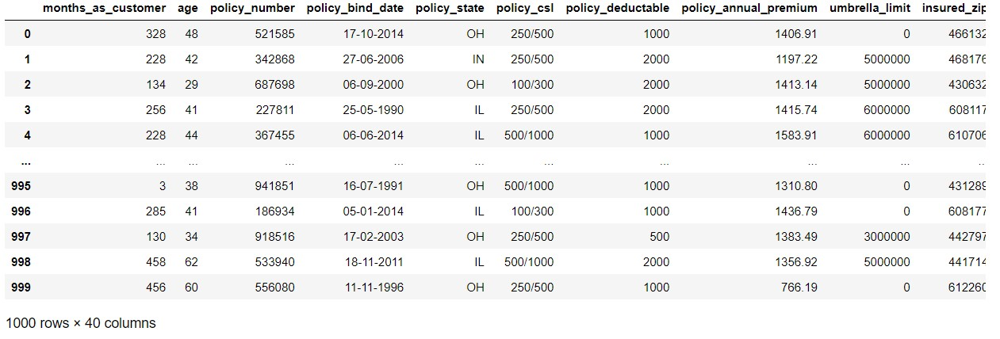 months_as_customer age policy_number policy_bind_date policy_state policy_csl policy_deductable policy_annual_premium umbrella_limit insured_zip
0 328 48 521585 17-10-2014 OH 250/500 1000 1406.91 0 466132
1 228 42 342868 27-06-2006 IN 250/500 2000 1197.22 5000000 468176
2 134 29 687698 06-09-2000 OH 100/300 2000 1413.14 5000000 430632
3 256 41 227811 25-05-1990 IL 250/500 2000 1415.74 6000000 608117
4 228 44 367455 06-06-2014 IL 500/1000 1000 1583.91 6000000 610706
... ... ... ... ... ... ... ... ... ... ..
995 3 38 941851 16-07-1991 OH 500/1000 1000 1310.80 0 431289
996 285 41 186934 05-01-2014 IL 100/300 1000 1436.79 0 608177
997 130 34 918516 17-02-2003 OH 250/500 500 1383.49 3000000 442797
998 458 62 533940 18-11-2011 IL 500/1000 2000 1356.92 5000000 441714
999 456 60 556080 11-11-1996 OH 250/500 1000 766.19 0 612260
1000 rows × 40 columns